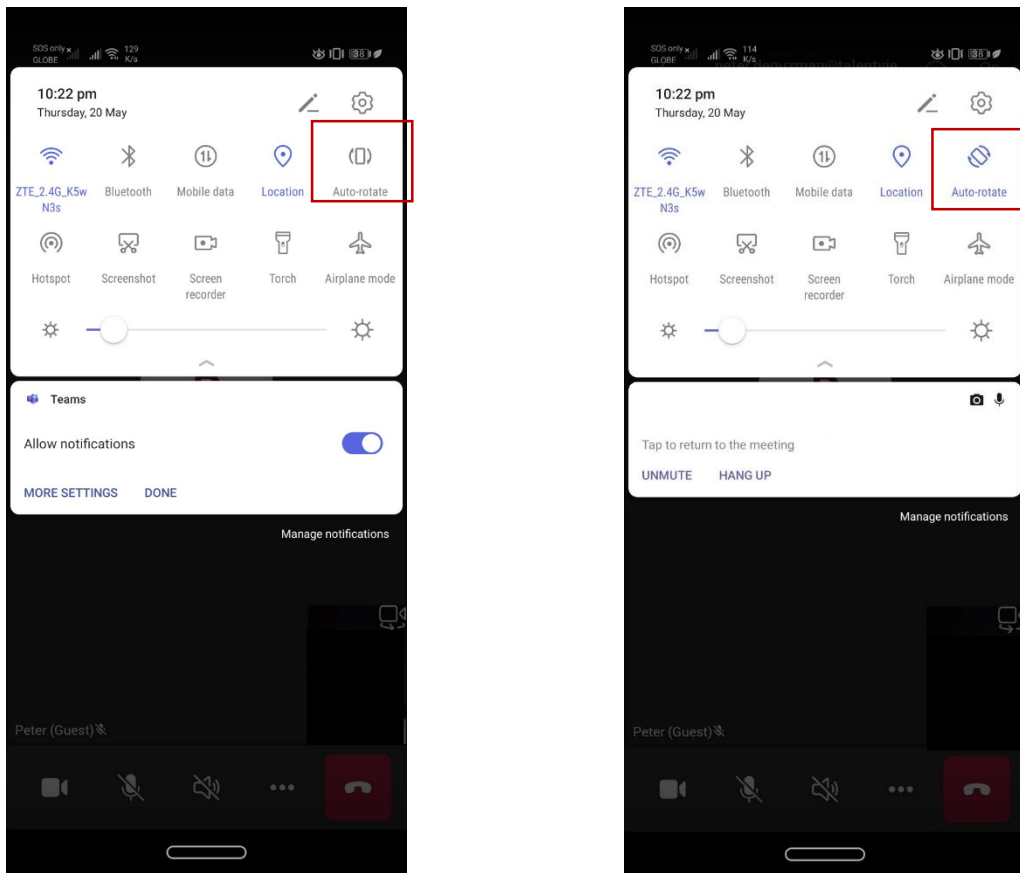 SOS only
GLOBE
129
K/s
38
10:22 pm
Thursday, 20 May
ZTE_2.4G_K5w
N3s
Bluetooth
Mobile data
Location
Auto-rotate
Hotspot
Screenshot
Screen
recorder
Torch
Airplane mode
Teams
Allow notifications
MORE SETTINGS DONE
Manage notifications
Peter (Guest)
SOS only
GLOBE
114
K/s
38
10:22 pm
Thursday, 20 May
ZTE_2.4G_K5w
N3s
Bluetooth
Mobile data
Location
Auto-rotate
Hotspot
Screenshot
Screen
recorder
Torch
Airplane mode
Tap to return to the meeting
UNMUTE HANG UP
Manage notifications
Peter (Guest)